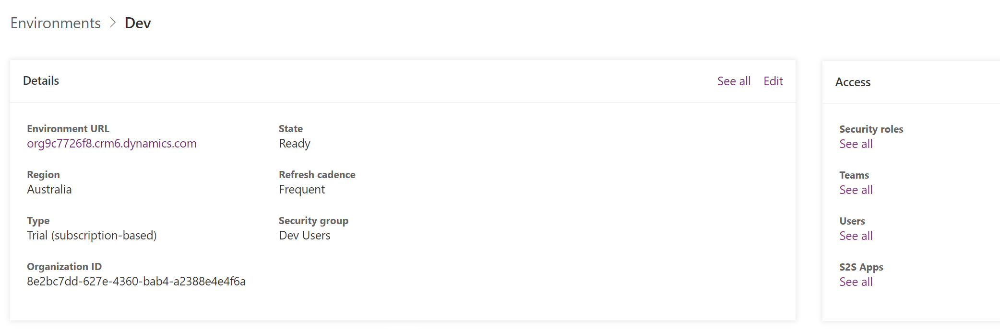 Environments > Dev
Details
See all Edit
Environment URL
org9c7726f8.crm6.dynamics.com
State
Ready
Region
Australia
Refresh cadence
Frequent
Type
Trial (subscription-based)
Security group
Dev Users
Organization ID
8e2bc7dd-627e-4360-bab4-a2388e4e4f6a
Access
Security roles
See all
Teams
See all
Users
See all
S2S Apps
See all